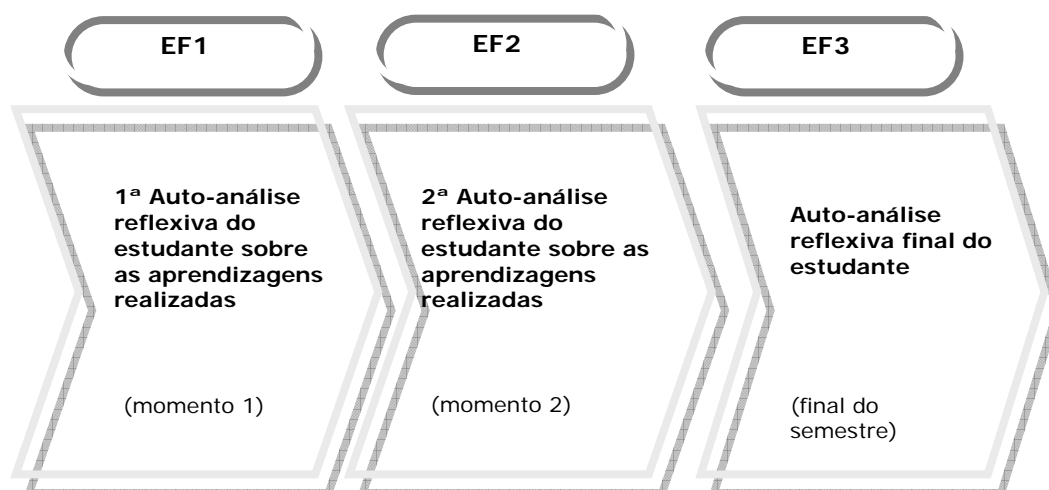 EF1
EF2
EF3
1ª Auto-análise
reflexiva do
estudante sobre
as aprendizagens
realizadas
(momento 1)
2ª Auto-análise
reflexiva do
estudante sobre as
aprendizagens
realizadas
(momento 2)
Auto-análise
reflexiva final do
estudante
(final do
semestre)